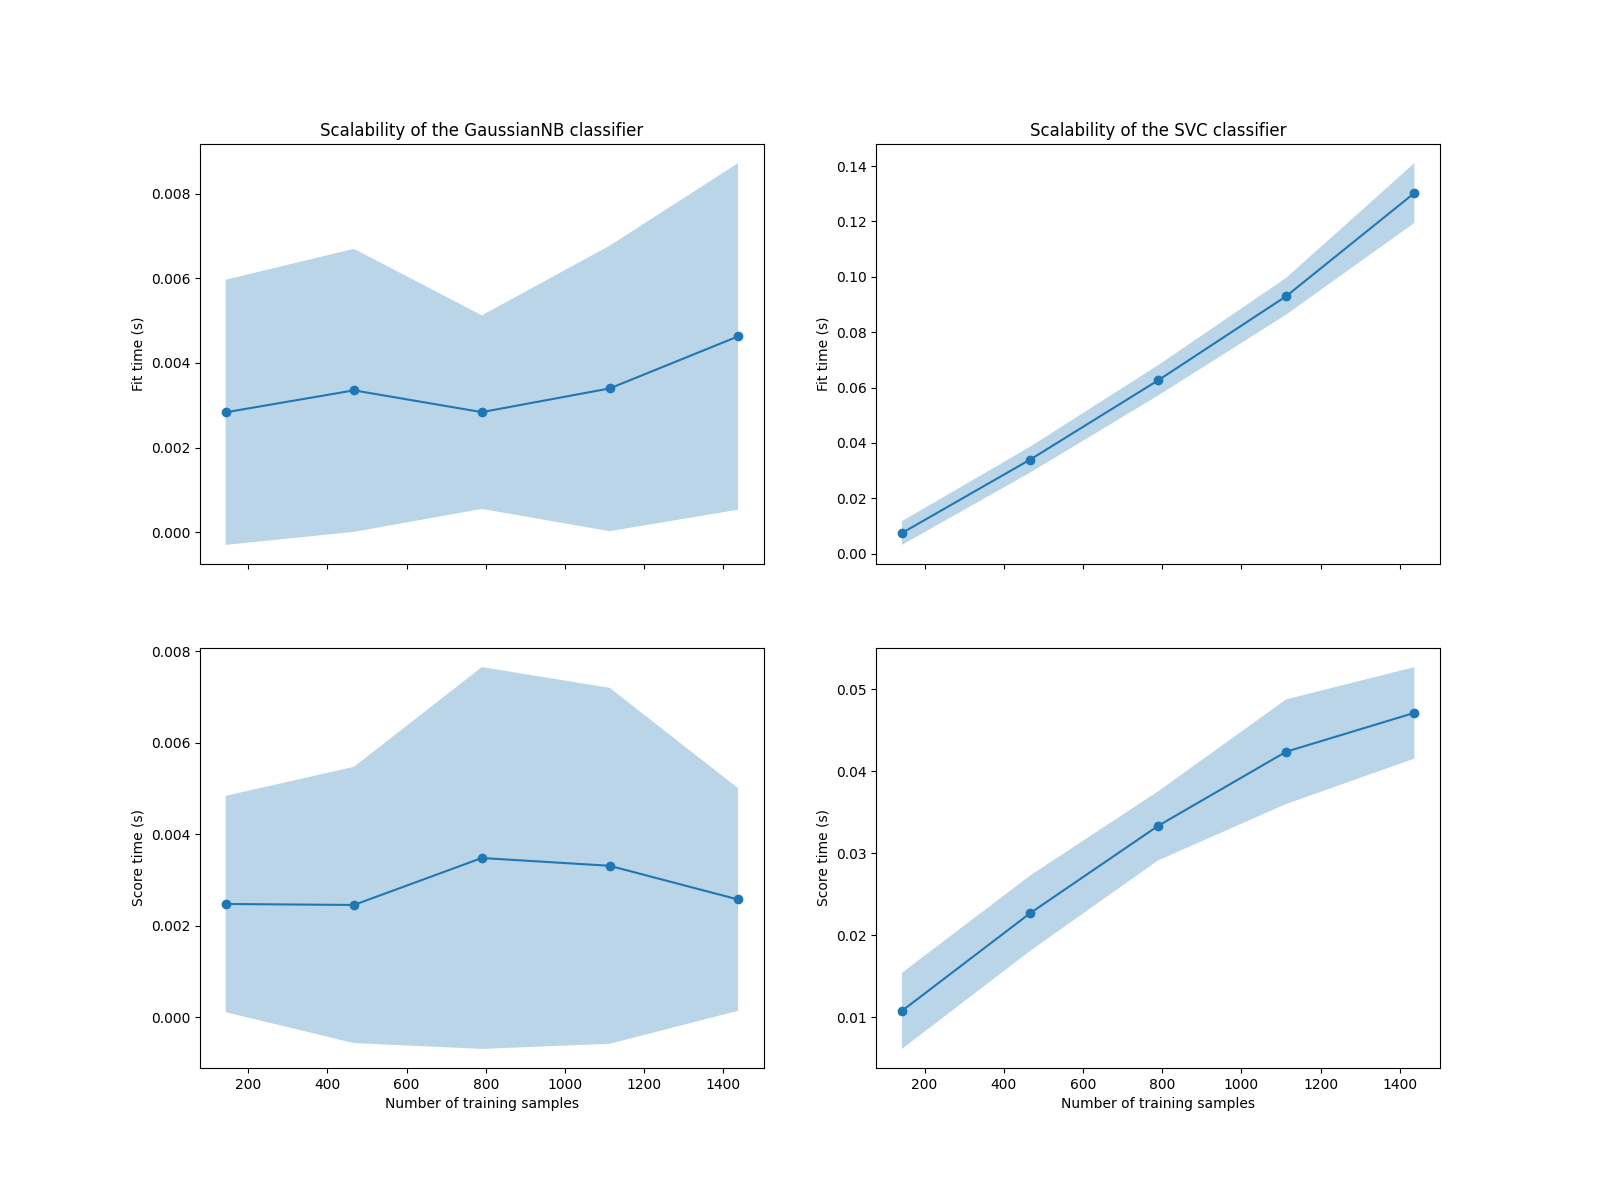 Scalability of the GaussianNB classifier
Fit time (s)
0.008
0.006
0.004
0.002
0.000
Scalability of the SVC classifier
Fit time (s)
0.14
0.12
0.10
0.08
0.06
0.04
0.02
0.00
Score time (s)
0.008
0.006
0.004
0.002
0.000
200 400 600 800 1000 1200 1400
Number of training samples
Score time (s)
0.05
0.04
0.03
0.02
0.01
200 400 600 800 1000 1200 1400
Number of training samples